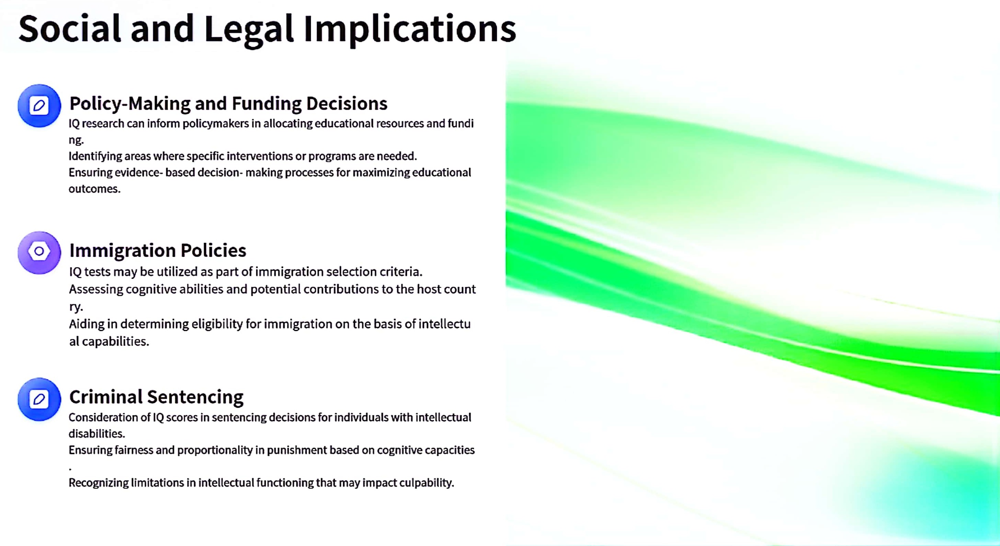 Social and Legal Implications
Policy-Making and Funding Decisions
IQ research can inform policymakers in allocating educational resources and fundi
ng.
Identifying areas where specific interventions or programs are needed.
Ensuring evidence- based decision- making processes for maximizing educational
outcomes.
Immigration Policies
IQ tests may be utilized as part of immigration selection criteria.
Assessing cognitive abilities and potential contributions to the host count
ry.
Aiding in determining eligibility for immigration on the basis of intellectu
al capabilities.
Criminal Sentencing
Consideration of IQ scores in sentencing decisions for individuals with intellectual
disabilities.
Ensuring fairness and proportionality in punishment based on cognitive capacities
.
Recognizing limitations in intellectual functioning that may impact culpability.